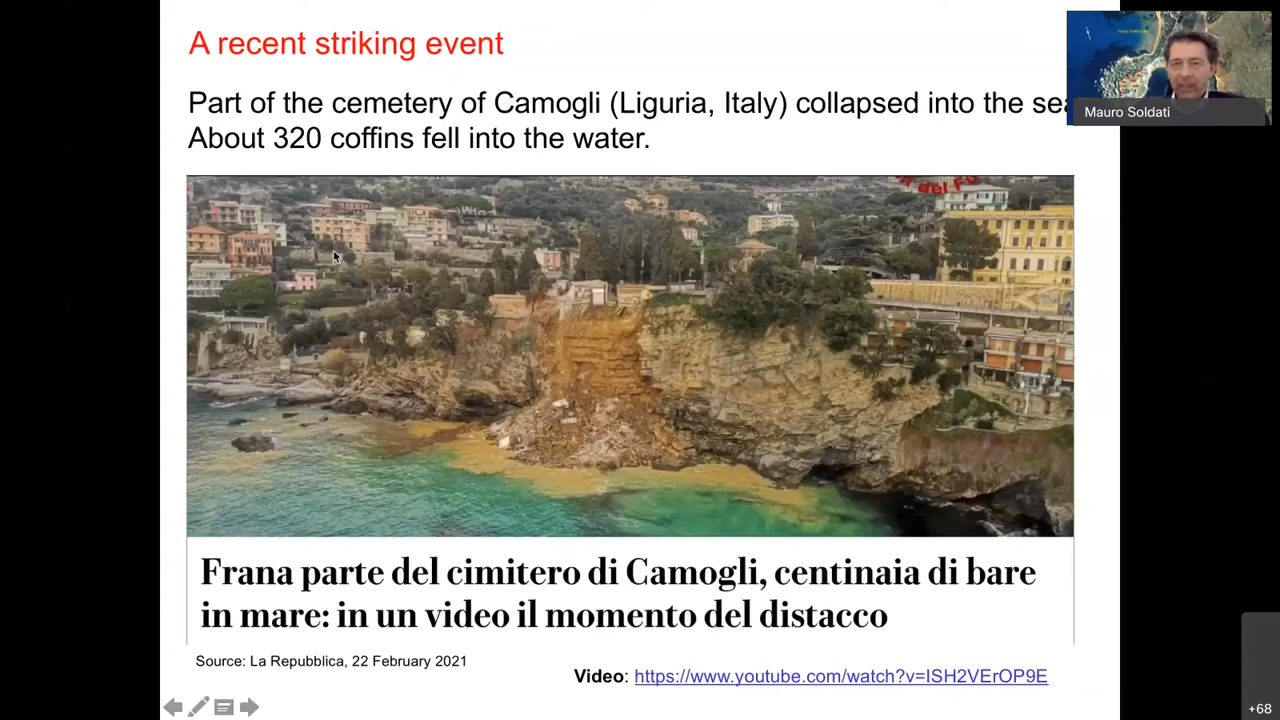 A recent striking event
Part of the cemetery of Camogli (Liguria, Italy) collapsed into the sea
About 320 coffins fell into the water.
Mauro Soldati
del
Frana parte del cimitero di Camogli, centinaia di bare
in mare: in un video il momento del distacco
Source: La Repubblica, 22 February 2021
Video: https://www.youtube.com/watch?v=ISH2VErOP9E
+68